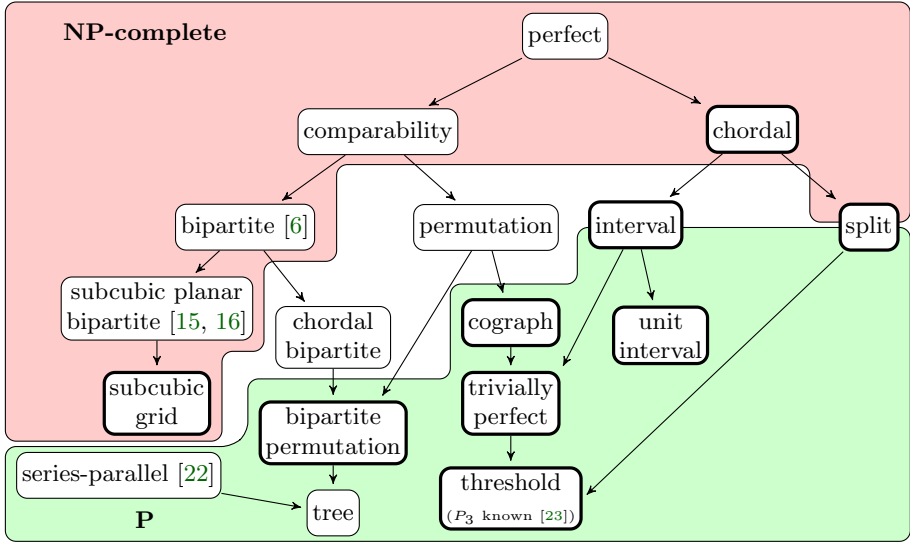 NP-complete
perfect
comparability
chordal
bipartite [6]
permutation
interval
split
subcubic planar
bipartite [15, 16]
chordal
bipartite
cograph
unit
interval
subcubic
grid
bipartite
permutation
trivially
perfect
series-parallel [22]
threshold
(P₃ known [23])
tree
P